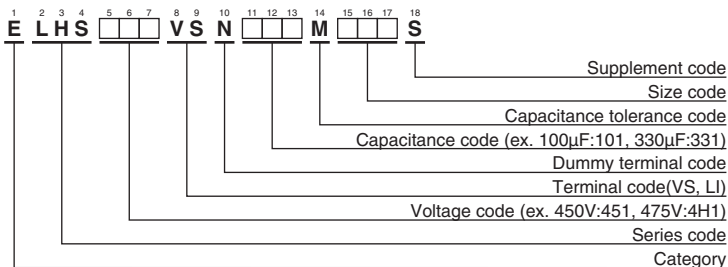 1 2 3 4 5 6 7 8 9 10 11 12 13 14 15 16 17 18
E L H S □□□ V S N □□□ M □□□ S
Supplement code
Size code
Capacitance tolerance code
Capacitance code (ex. 100μF:101, 330μF:331)
Dummy terminal code
Terminal code(VS, LI)
Voltage code (ex. 450V:451, 475V:4H1)
Series code
Category